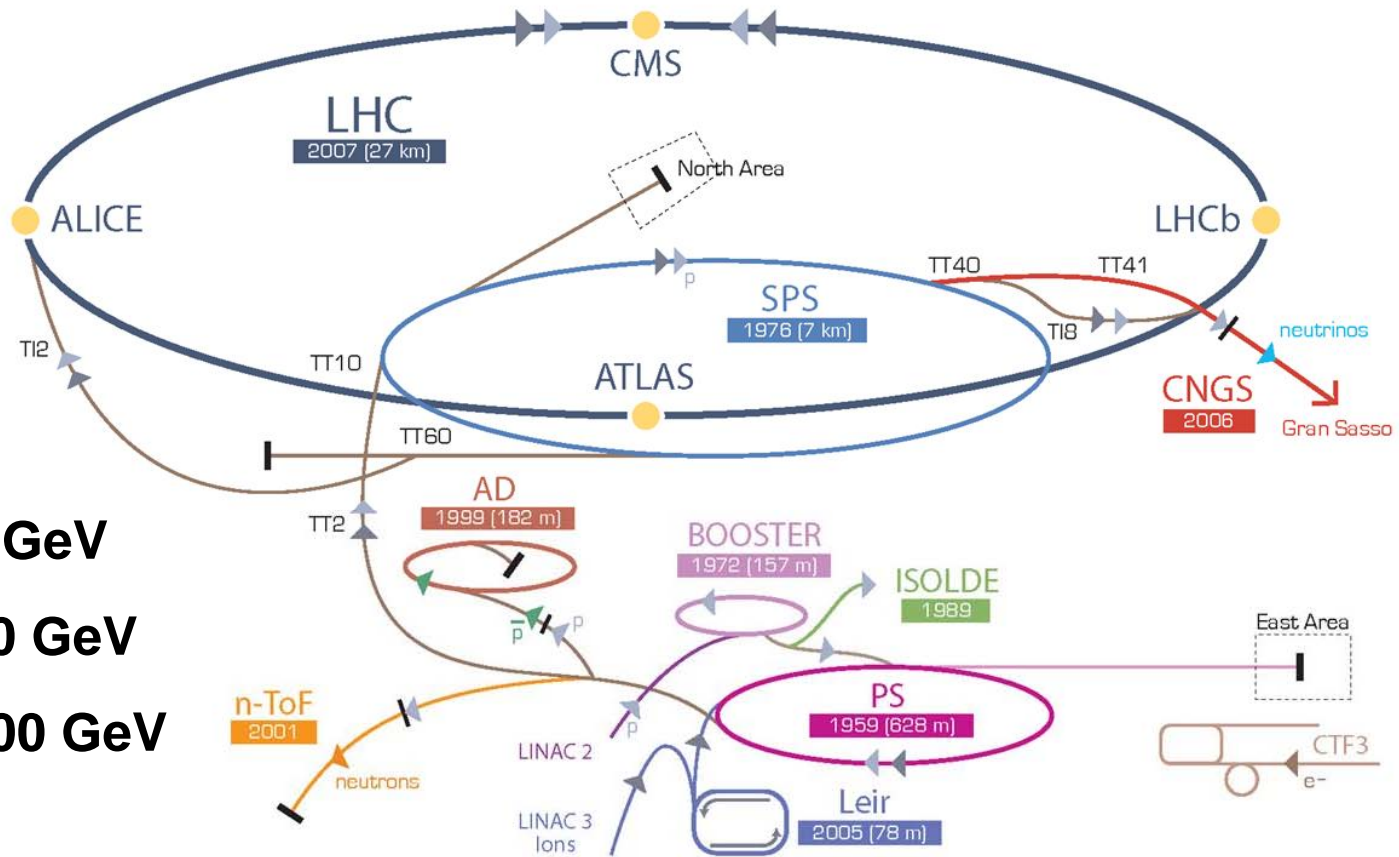 CMS
LHC
2007 (27 km)
North Area
ALICE
LHCb
TT40
TT41
SPS
1976 (7 km)
p
TI8
neutrinos
TI2
TT10
ATLAS
CNGS
2006
Gran Sasso
TT60
AD
1999 (182 m)
TT2
GeV
BOOSTER
1972 (157 m)
ISOLDE
1989
p̅
p
0 GeV
East Area
n-ToF
2001
00 GeV
PS
1959 (628 m)
p
LINAC 2
CTF3
neutrons
e-
Leir
2005 (78 m)
LINAC 3
Ions